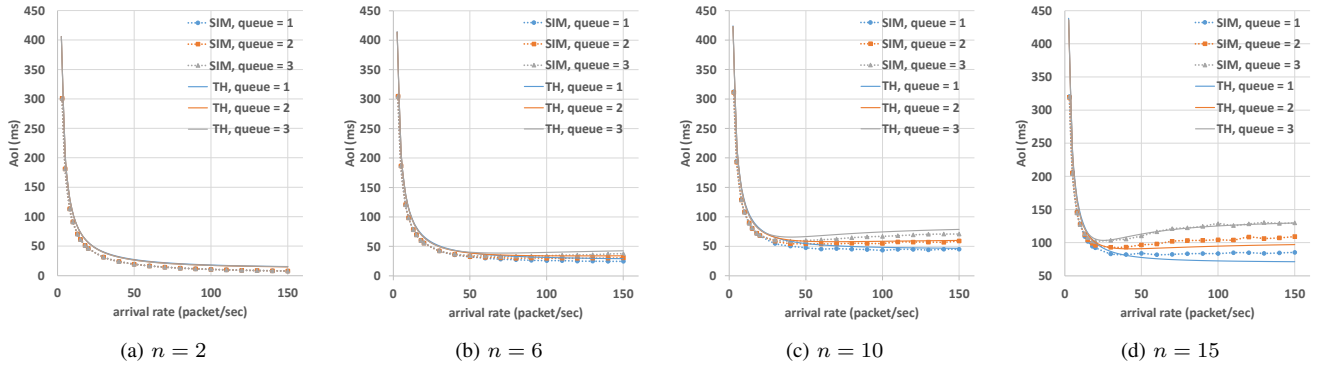 450
400
350
300
250
200
150
100
50
0
AoI (ms)
0 50 100 150
arrival rate (packet/sec)
SIM, queue = 1
SIM, queue = 2
SIM, queue = 3
TH, queue = 1
TH, queue = 2
TH, queue = 3
(a) n = 2
450
400
350
300
250
200
150
100
50
0
AoI (ms)
0 50 100 150
arrival rate (packet/sec)
SIM, queue = 1
SIM, queue = 2
SIM, queue = 3
TH, queue = 1
TH, queue = 2
TH, queue = 3
(b) n = 6
450
400
350
300
250
200
150
100
50
0
AoI (ms)
0 50 100 150
arrival rate (packet/sec)
SIM, queue = 1
SIM, queue = 2
SIM, queue = 3
TH, queue = 1
TH, queue = 2
TH, queue = 3
(c) n = 10
450
400
350
300
250
200
150
100
50
AoI (ms)
0 50 100 150
arrival rate (packet/sec)
SIM, queue = 1
SIM, queue = 2
SIM, queue = 3
TH, queue = 1
TH, queue = 2
TH, queue = 3
(d) n = 15